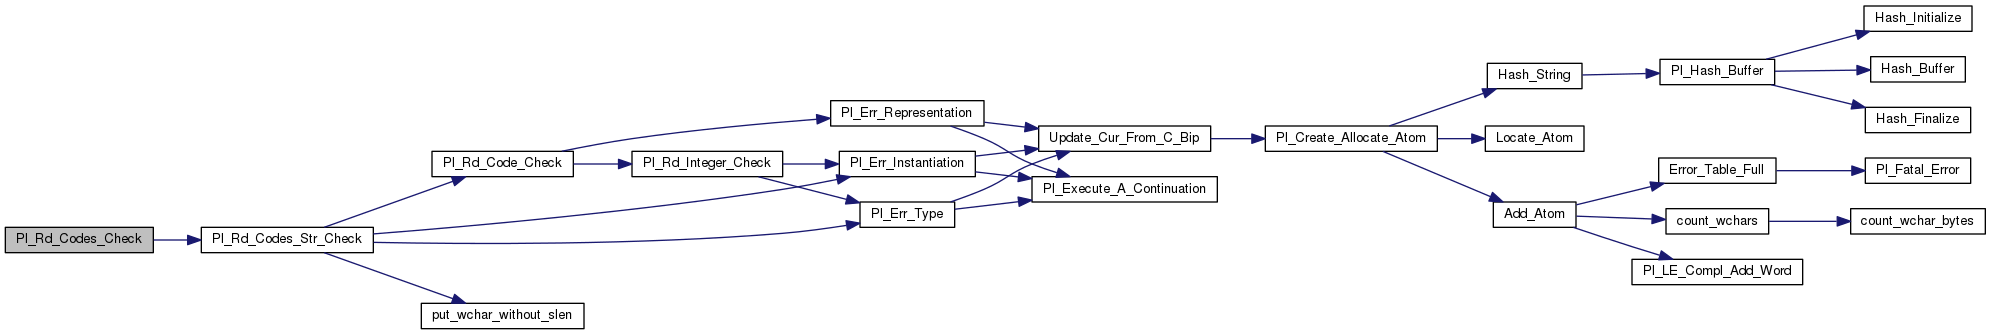 Pl_Rd_Codes_Check
Pl_Rd_Codes_Str_Check
Pl_Rd_Code_Check
put_wchar_without_slen
Pl_Rd_Integer_Check
Pl_Err_Representation
Pl_Err_Instantiation
Pl_Err_Type
Update_Cur_From_C_Bip
Pl_Execute_A_Continuation
Pl_Create_Allocate_Atom
Hash_String
Locate_Atom
Add_Atom
Pl_Hash_Buffer
Error_Table_Full
count_wchars
Pl_LE_Compl_Add_Word
Hash_Initialize
Hash_Buffer
Hash_Finalize
Pl_Fatal_Error
count_wchar_bytes